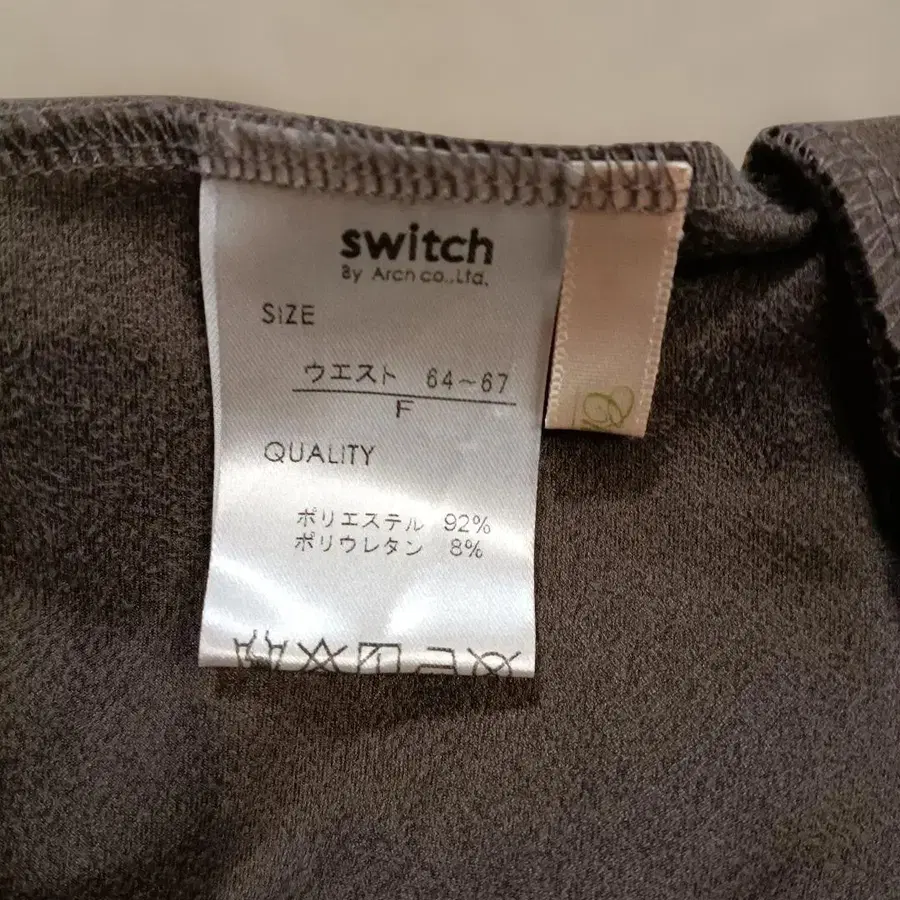 switch
By Arch co.,Ltd.
SIZE
ウエスト 64～67
F
QUALITY
ポリエステル 92%
ポリウレタン 8%